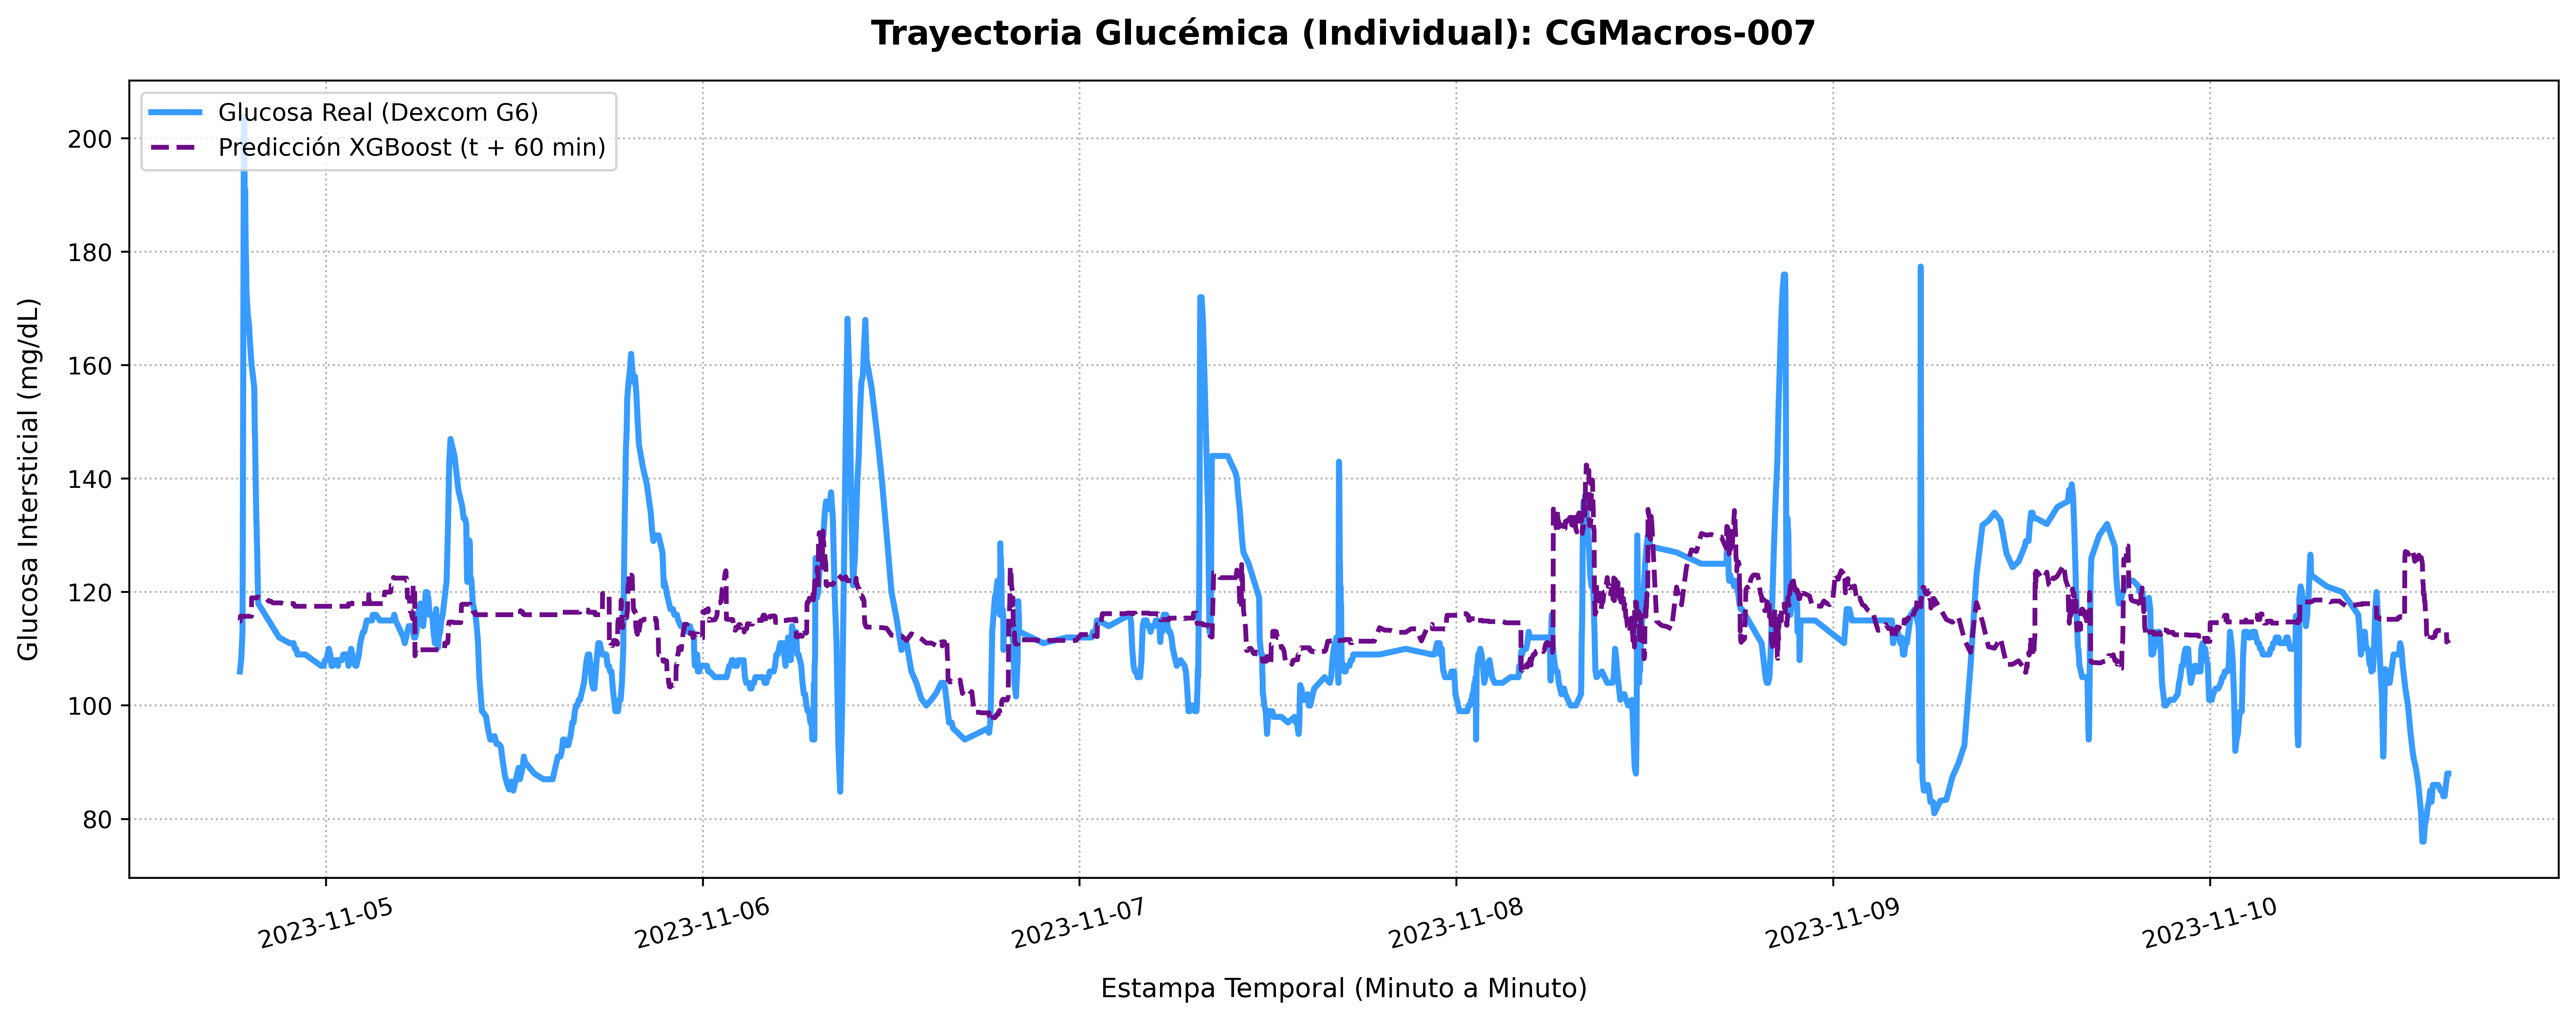 Trayectoria Glucémica (Individual): CGMacros-007
Glucosa Real (Dexcom G6)
Predicción XGBoost (t + 60 min)
Glucosa Intersticial (mg/dL)
200
180
160
140
120
100
80
2023-11-05
2023-11-06
2023-11-07
2023-11-08
2023-11-09
2023-11-10
Estampa Temporal (Minuto a Minuto)